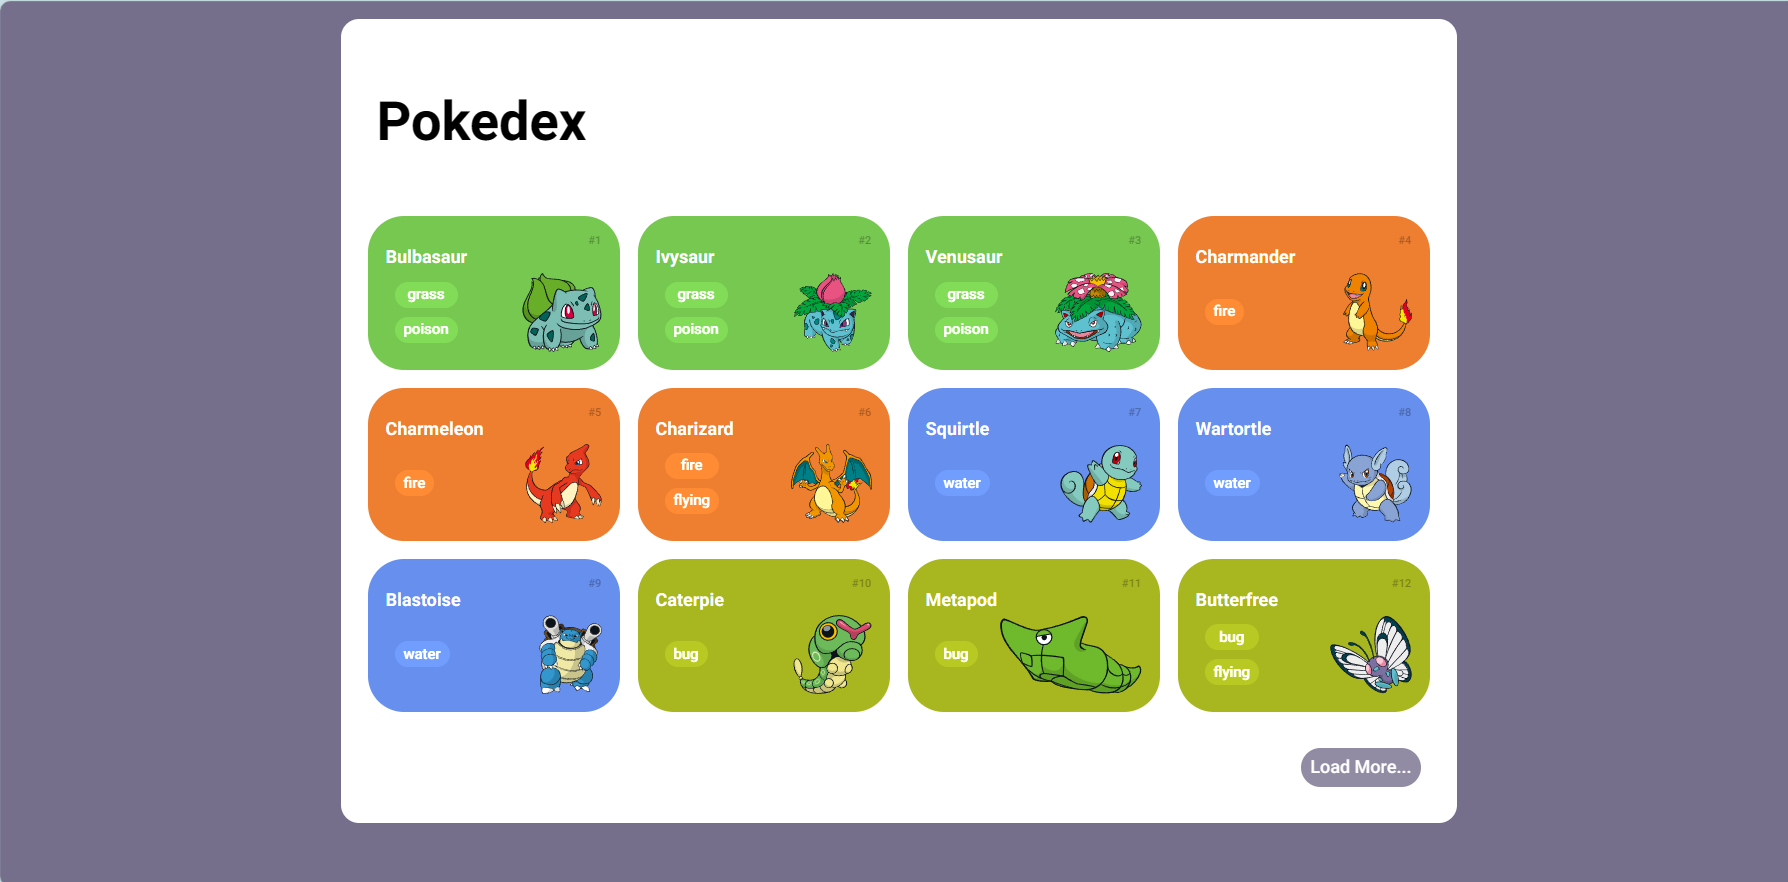 Pokedex
#1
Bulbasaur
grass
poison
#2
Ivysaur
grass
poison
#3
Venusaur
grass
poison
#4
Charmander
fire
#5
Charmeleon
fire
#6
Charizard
fire
flying
#7
Squirtle
water
#8
Wartortle
water
#9
Blastoise
water
#10
Caterpie
bug
#11
Metapod
bug
#12
Butterfree
bug
flying
Load More...